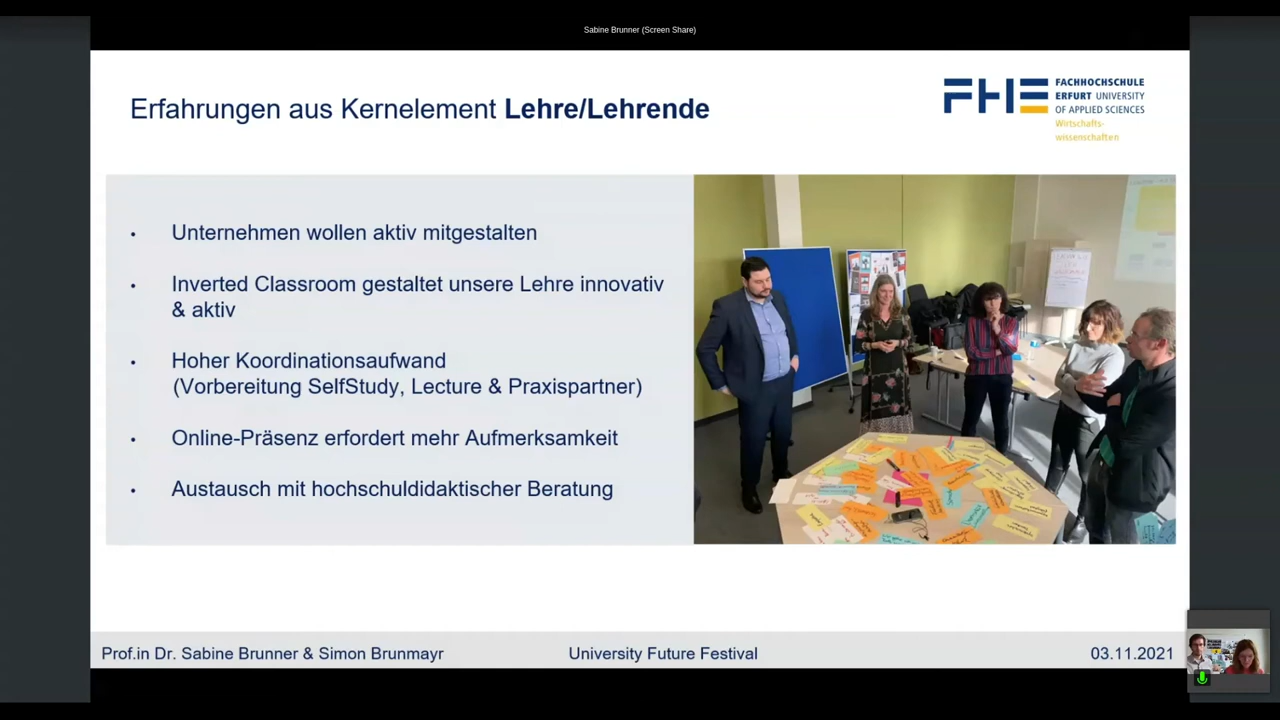 Sabine Brunner (Screen Share)
Erfahrungen aus Kernelement Lehre/Lehrende
FHE
FACHHOCHSCHULE
ERFURT UNIVERSITY
OF APPLIED SCIENCES
Wirtschafts-
wissenschaften
• Unternehmen wollen aktiv mitgestalten
• Inverted Classroom gestaltet unsere Lehre innovativ
& aktiv
• Hoher Koordinationsaufwand
(Vorbereitung SelfStudy, Lecture & Praxispartner)
• Online-Präsenz erfordert mehr Aufmerksamkeit
• Austausch mit hochschuldidaktischer Beratung
Prof.in Dr. Sabine Brunner & Simon Brunmayr
University Future Festival
03.11.2021